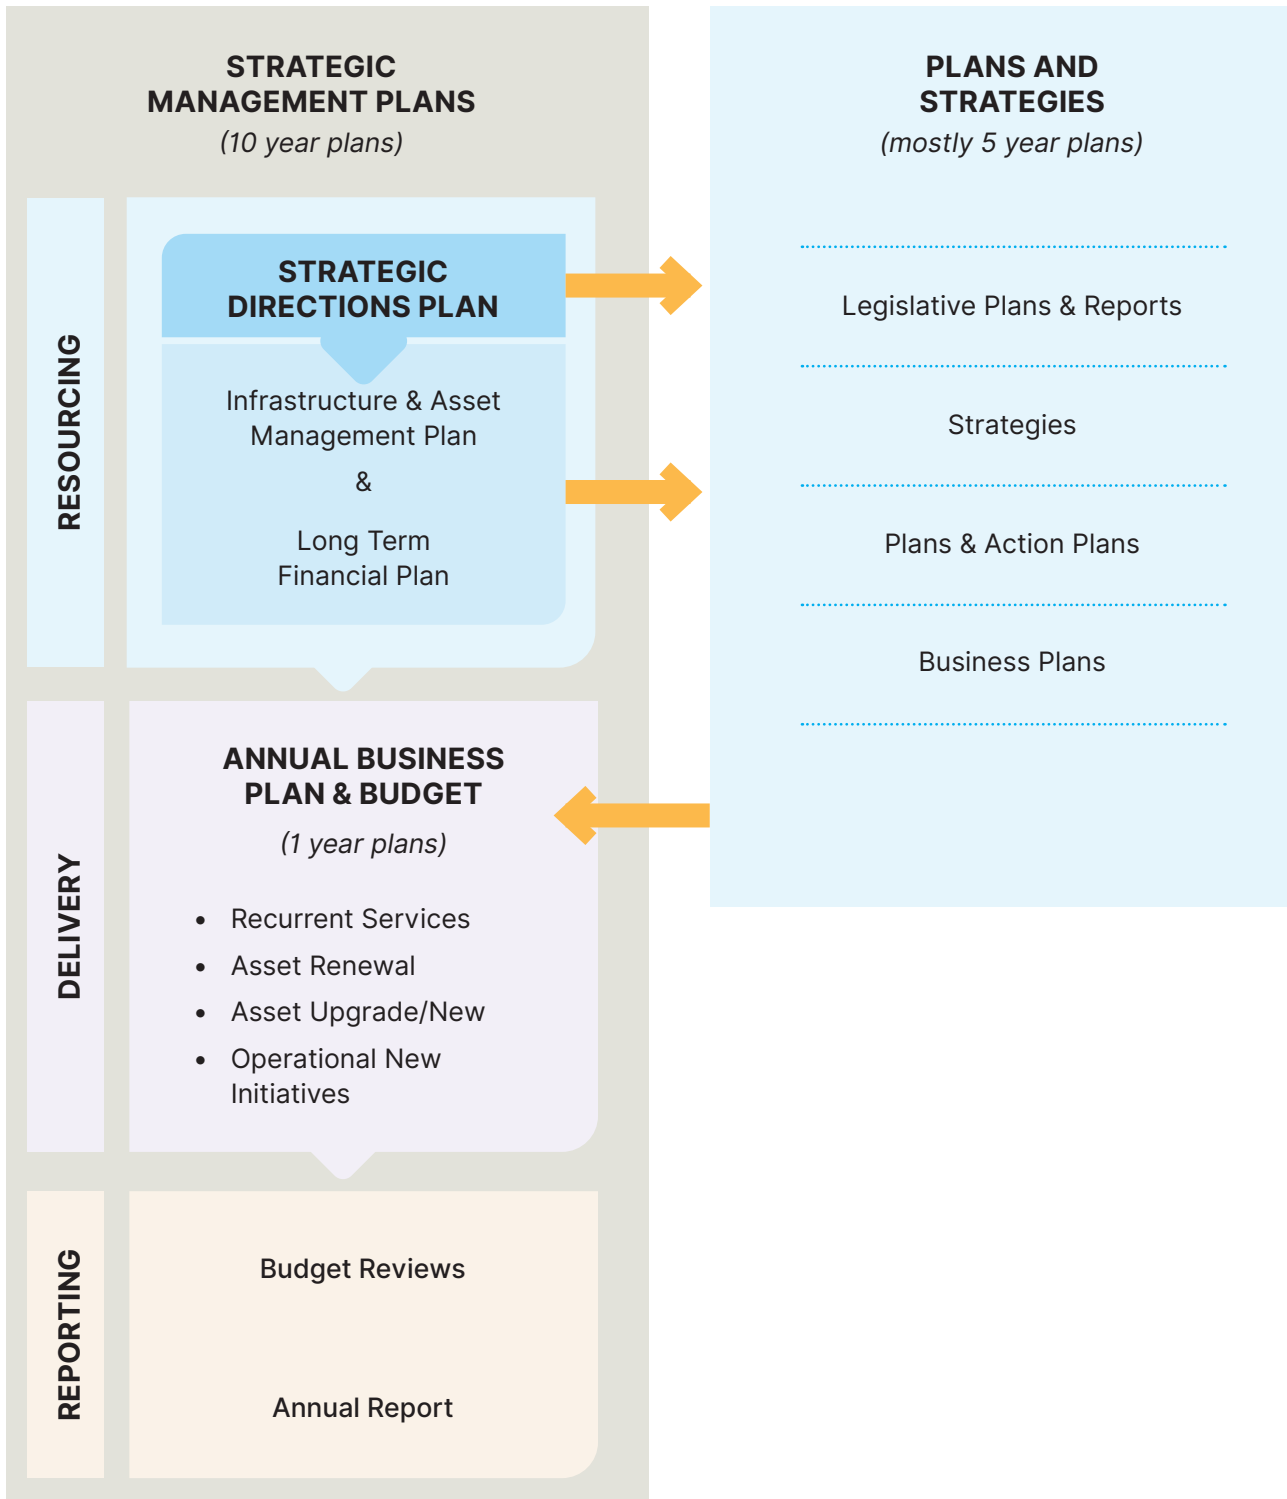 STRATEGIC
MANAGEMENT PLANS
(10 year plans)
RESOURCING
STRATEGIC
DIRECTIONS PLAN
Infrastructure & Asset
Management Plan
&
Long Term
Financial Plan
DELIVERY
ANNUAL BUSINESS
PLAN & BUDGET
(1 year plans)
• Recurrent Services
• Asset Renewal
• Asset Upgrade/New
• Operational New
Initiatives
REPORTING
Budget Reviews
Annual Report
PLANS AND
STRATEGIES
(mostly 5 year plans)
Legislative Plans & Reports
Strategies
Plans & Action Plans
Business Plans